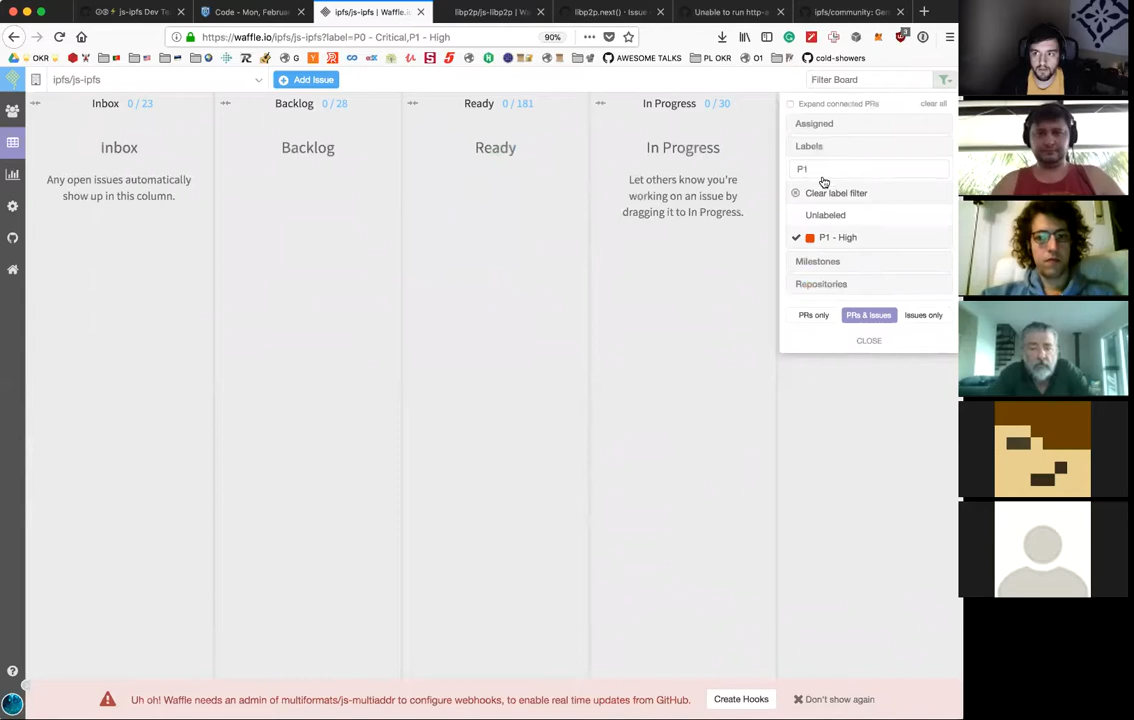 js-ipfs Dev Te
Code - Mon, Februar
ipfs/js-ipfs | Waffle.i
libp2p/js-libp2p | Wa
libp2p.next() · Issue
Unable to run http-a
ipfs/community: Gen
https://waffle.io/ipfs/js-ipfs?label=P0 - Critical,P1 - High
90%
OKR
G
AWESOME TALKS
PL OKR
O1
cold-showers
ipfs/js-ipfs
Add Issue
Filter Board
Inbox 0 / 23
Backlog 0 / 28
Ready 0 / 181
In Progress 0 / 30
Expand connected PRs
clear all
Assigned
Labels
P1
Clear label filter
Unlabeled
P1 - High
Milestones
Repositories
PRs only
PRs & Issues
Issues only
CLOSE
Inbox
Any open issues automatically
show up in this column.
Backlog
Ready
In Progress
Let others know you're
working on an issue by
dragging it to In Progress.
Uh oh! Waffle needs an admin of multiformats/js-multiaddr to configure webhooks, to enable real time updates from GitHub.
Create Hooks
Don't show again